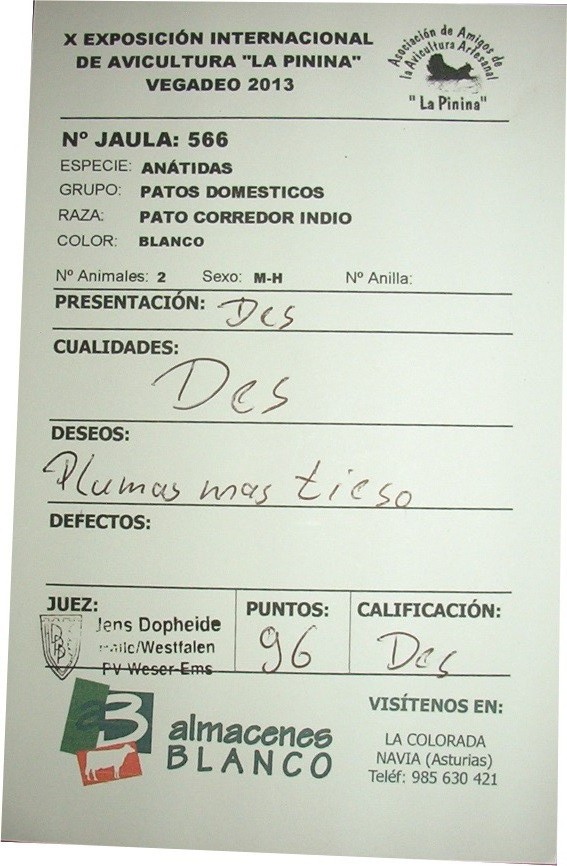 X EXPOSICIÓN INTERNACIONAL
DE AVICULTURA "LA PININA"
VEGADEO 2013
Asociación de Amigos de
la Avicultura Artesanal
"La Pinina"
Nº JAULA: 566
ESPECIE: ANÁTIDAS
GRUPO: PATOS DOMESTICOS
RAZA: PATO CORREDOR INDIO
COLOR: BLANCO
Nº Animales: 2 Sexo: M-H Nº Anilla:
PRESENTACIÓN: Des
CUALIDADES:
Des
DESEOS:
Plumas mas tieso
DEFECTOS:
JUEZ: PUNTOS: CALIFICACIÓN:
Jens Dopheide
/Westfalen
PV Weser-Ems
96
Des
almacenes
BLANCO
VISÍTENOS EN:
LA COLORADA
NAVIA (Asturias)
Teléf: 985 630 421